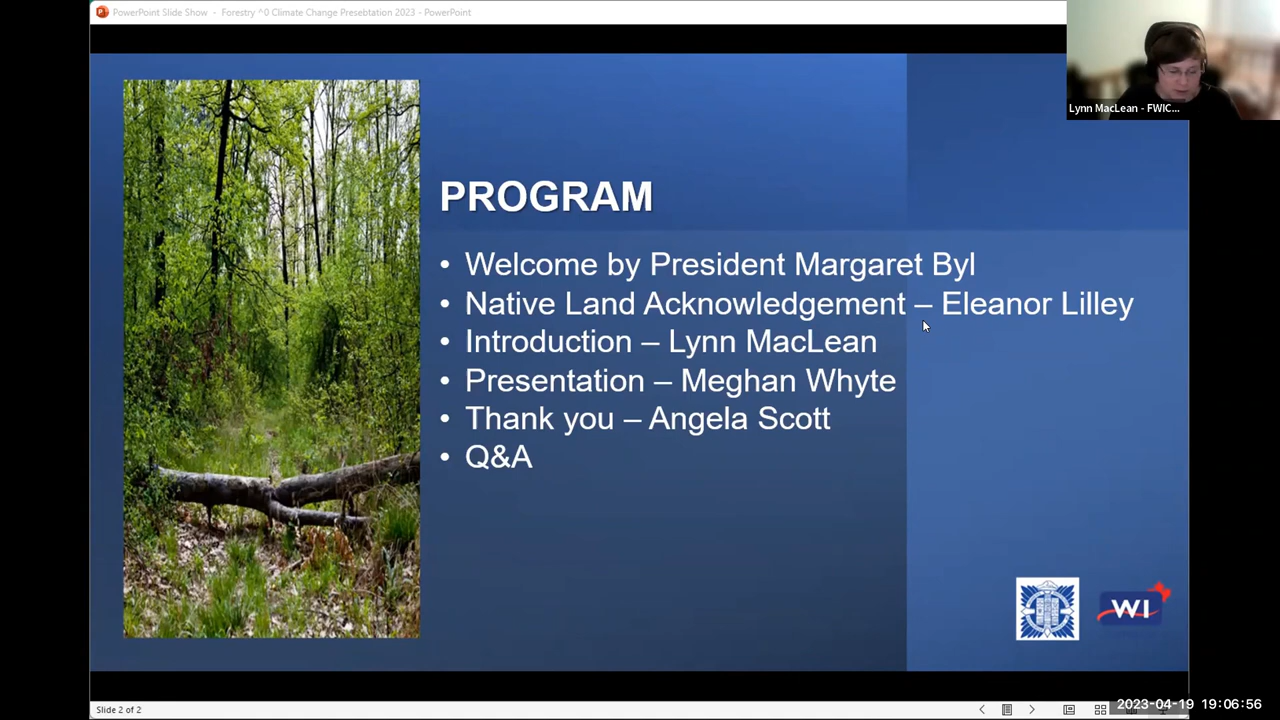 PowerPoint Slide Show - Forestry ^0 Climate Change Presebtation 2023 - PowerPoint
Lynn MacLean - FWIC...
PROGRAM
• Welcome by President Margaret Byl
• Native Land Acknowledgement – Eleanor Lilley
• Introduction – Lynn MacLean
• Presentation – Meghan Whyte
• Thank you – Angela Scott
• Q&A
WI
Slide 2 of 2
2023-04-19 19:06:56